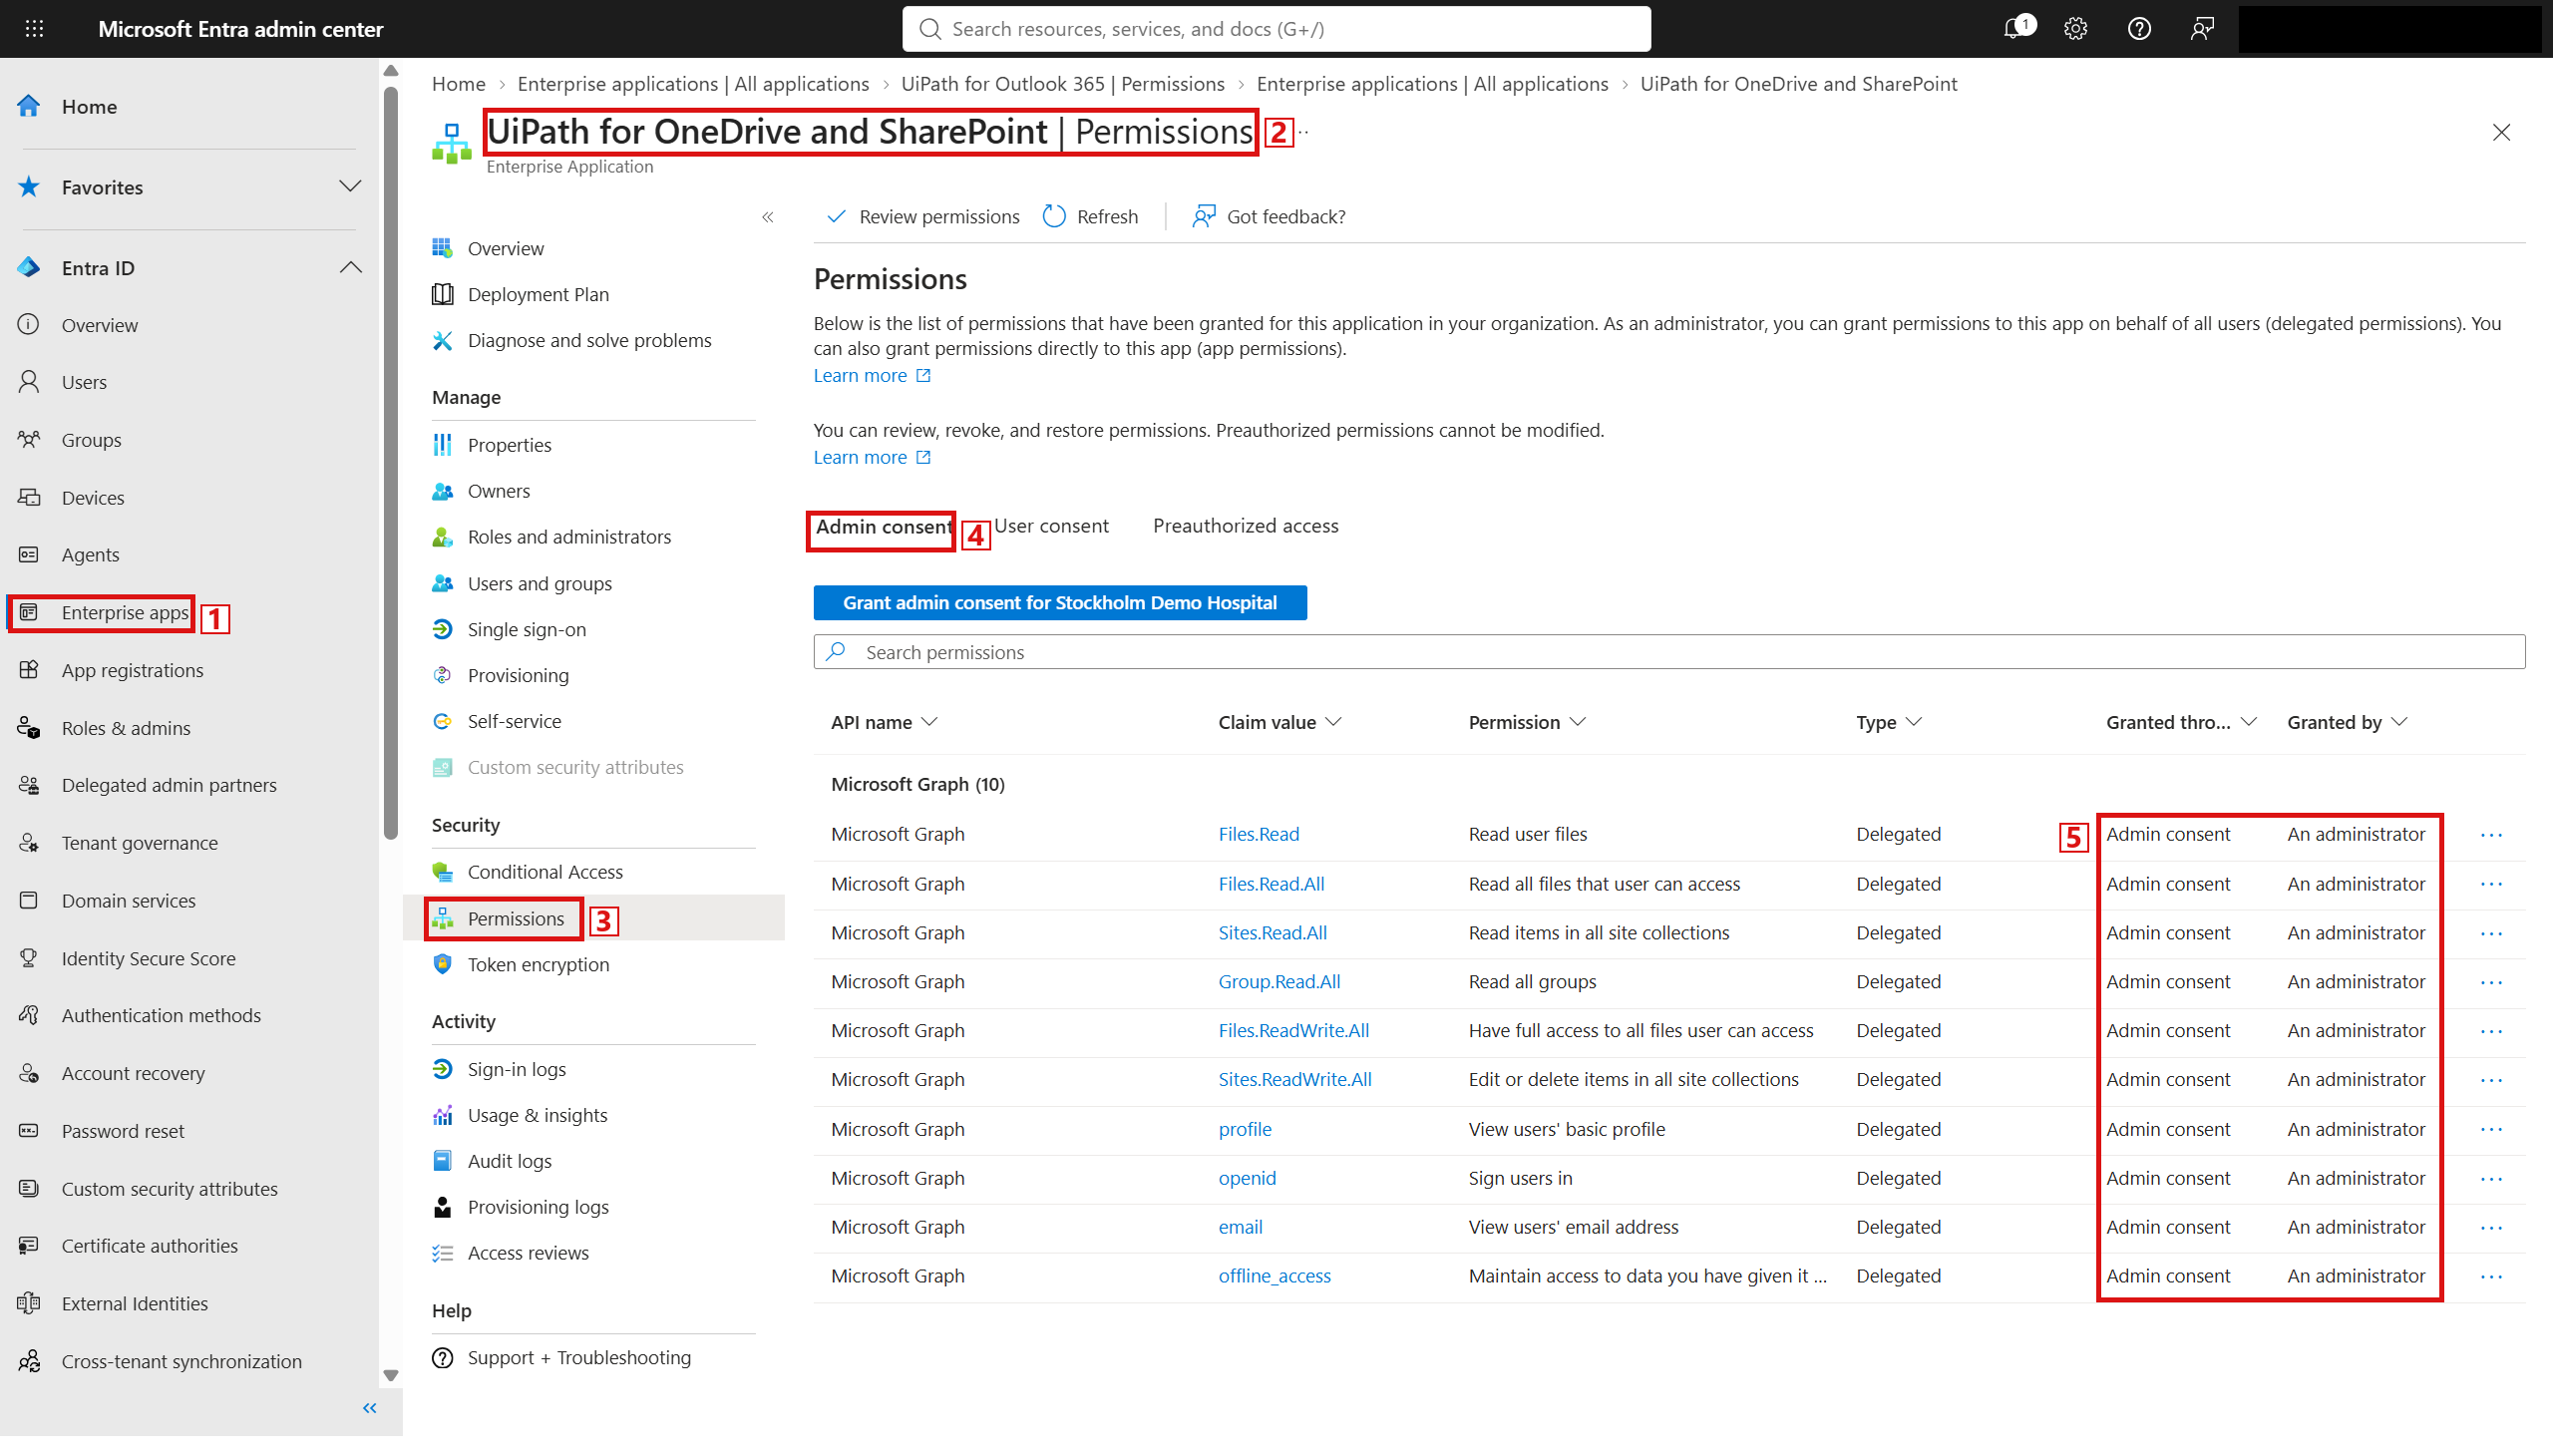 Microsoft Entra admin center
Search resources, services, and docs (G+/)
1
Home
Favorites
Entra ID
Overview
Users
Groups
Devices
Agents
Enterprise apps
1
App registrations
Roles & admins
Delegated admin partners
Tenant governance
Domain services
Identity Secure Score
Authentication methods
Account recovery
Password reset
Custom security attributes
Certificate authorities
External Identities
Cross-tenant synchronization
Home > Enterprise applications | All applications > UiPath for Outlook 365 | Permissions > Enterprise applications | All applications > UiPath for OneDrive and SharePoint
UiPath for OneDrive and SharePoint | Permissions
2
Enterprise Application
Overview
Deployment Plan
Diagnose and solve problems
Manage
Properties
Owners
Roles and administrators
Users and groups
Single sign-on
Provisioning
Self-service
Custom security attributes
Security
Conditional Access
Permissions
3
Token encryption
Activity
Sign-in logs
Usage & insights
Audit logs
Provisioning logs
Access reviews
Help
Support + Troubleshooting
Review permissions Refresh Got feedback?
Permissions
Below is the list of permissions that have been granted for this application in your organization. As an administrator, you can grant permissions to this app on behalf of all users (delegated permissions). You
can also grant permissions directly to this app (app permissions).
Learn more
You can review, revoke, and restore permissions. Preauthorized permissions cannot be modified.
Learn more
Admin consent 4 User consent Preauthorized access
Grant admin consent for Stockholm Demo Hospital
Search permissions
API name Claim value Permission Type Granted thro... Granted by
Microsoft Graph (10)
Microsoft Graph Files.Read Read user files Delegated 5 Admin consent An administrator
Microsoft Graph Files.Read.All Read all files that user can access Delegated Admin consent An administrator
Microsoft Graph Sites.Read.All Read items in all site collections Delegated Admin consent An administrator
Microsoft Graph Group.Read.All Read all groups Delegated Admin consent An administrator
Microsoft Graph Files.ReadWrite.All Have full access to all files user can access Delegated Admin consent An administrator
Microsoft Graph Sites.ReadWrite.All Edit or delete items in all site collections Delegated Admin consent An administrator
Microsoft Graph profile View users' basic profile Delegated Admin consent An administrator
Microsoft Graph openid Sign users in Delegated Admin consent An administrator
Microsoft Graph email View users' email address Delegated Admin consent An administrator
Microsoft Graph offline_access Maintain access to data you have given it ... Delegated Admin consent An administrator